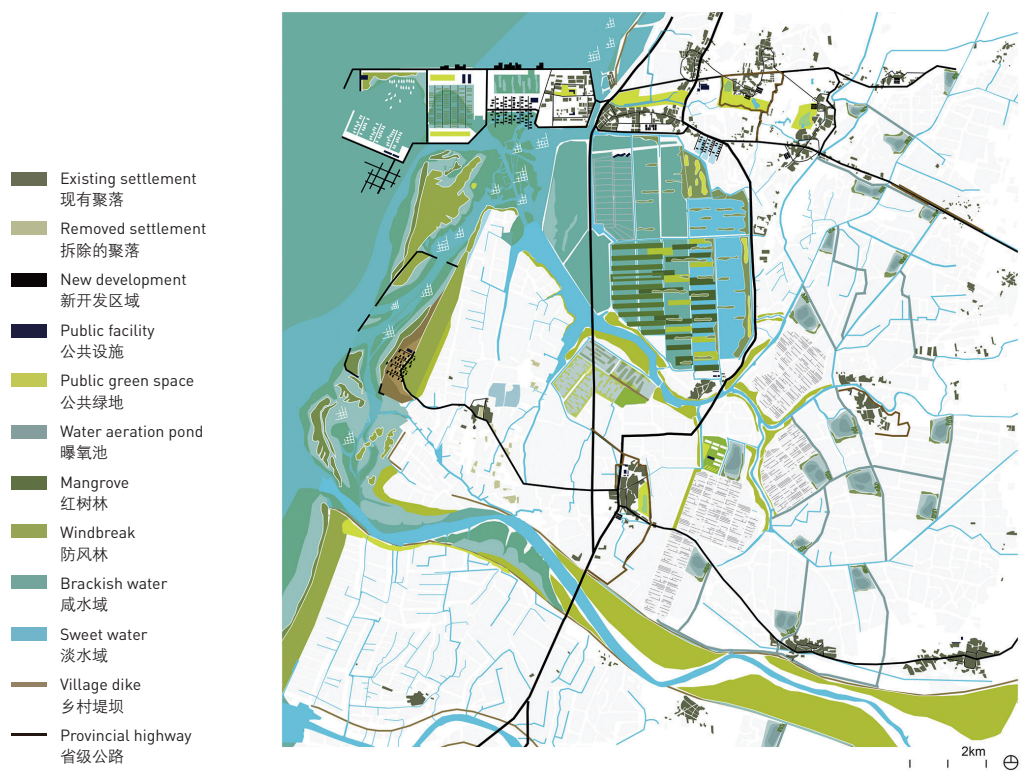 Existing settlement
现有聚落
Removed settlement
拆除的聚落
New development
新开发区域
Public facility
公共设施
Public green space
公共绿地
Water aeration pond
曝氧池
Mangrove
红树林
Windbreak
防风林
Brackish water
咸水域
Sweet water
淡水域
Village dike
乡村堤坝
Provincial highway
省级公路
2km